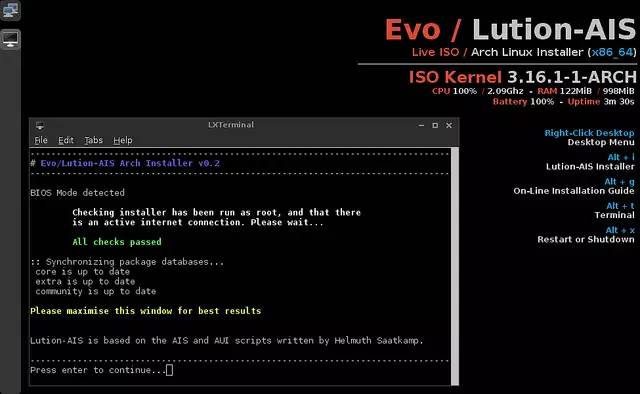 Evo / Lution-AIS
Live ISO / Arch Linux Installer (x86_64)
ISO Kernel 3.16.1-1-ARCH
CPU 100% / 2.09Ghz - RAM 122MiB / 998MiB
Battery 100% - Uptime 3m 30s
Right-Click Desktop
Desktop Menu
Alt + i
Lution-AIS Installer
Alt + g
On-Line Installation Guide
Alt + t
Terminal
Alt + x
Restart or Shutdown
LXTerminal
File Edit Tabs Help
# Evo/Lution-AIS Arch Installer v0.2
BIOS Mode detected
Checking installer has been run as root, and that there
is an active internet connection. Please wait...
All checks passed
:: Synchronizing package databases...
core is up to date
extra is up to date
community is up to date
Please maximise this window for best results
Lution-AIS is based on the AIS and AUI scripts written by Helmuth Saatkamp.
Press enter to continue...